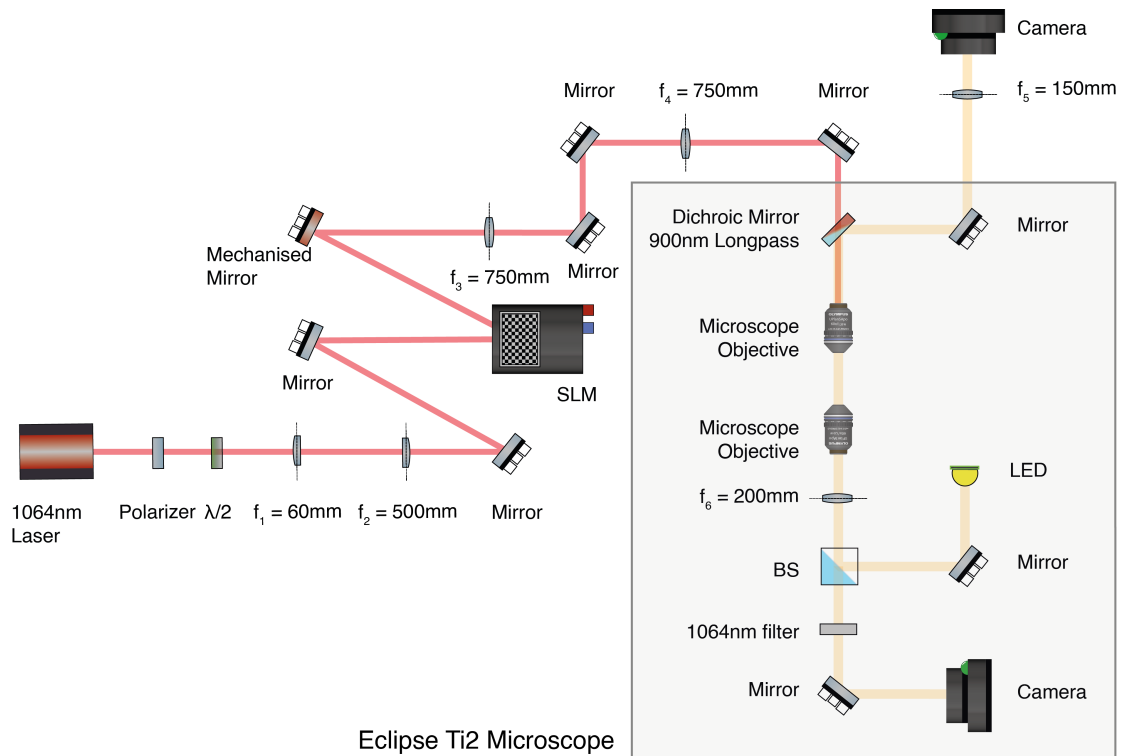 Camera
f5 = 150mm
Mirror
f4 = 750mm
Mirror
Dichroic Mirror
900nm Longpass
Mirror
Mechanised
Mirror
f3 = 750mm
Mirror
Microscope
Objective
Mirror
SLM
Microscope
Objective
LED
f6 = 200mm
1064nm
Laser
Polarizer
λ/2
f1 = 60mm
f2 = 500mm
Mirror
BS
Mirror
1064nm filter
Mirror
Camera
Eclipse Ti2 Microscope